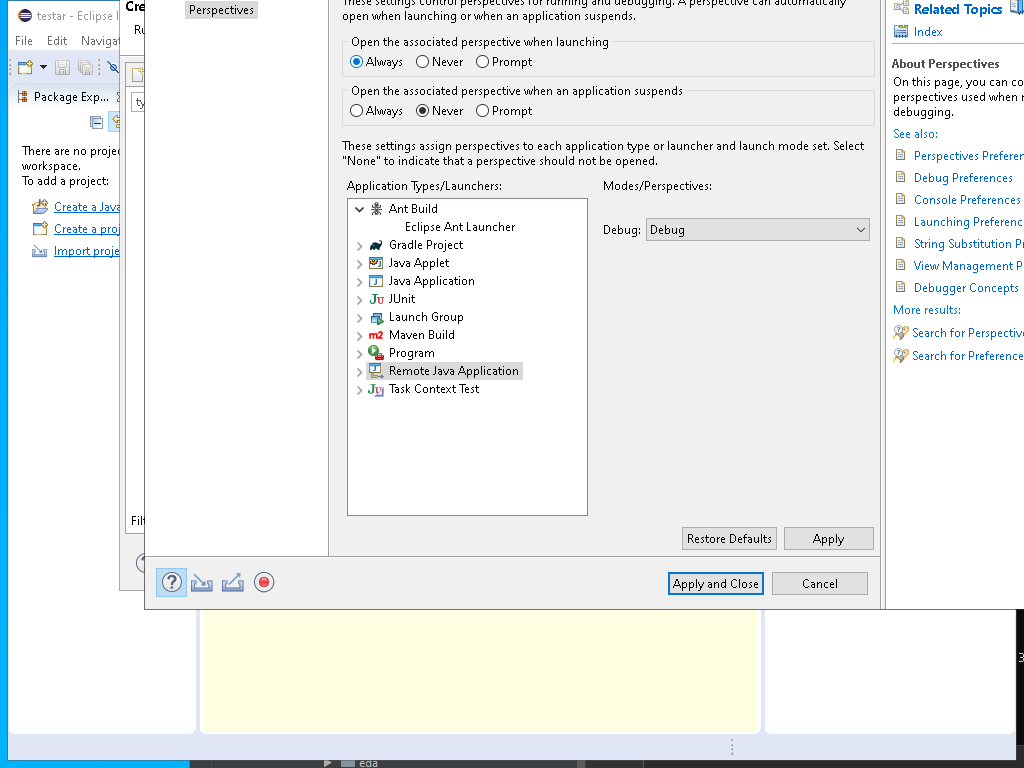 testar - Eclipse I
File Edit Navigat
Package Exp...
There are no proje
workspace.
To add a project:
Create a Java
Create a proj
Import proje
Cre
Ru
ty
Filt
Perspectives
These settings control perspectives for running and debugging. A perspective can automatically
open when launching or when an application suspends.
Open the associated perspective when launching
Always Never Prompt
Open the associated perspective when an application suspends
Always Never Prompt
These settings assign perspectives to each application type or launcher and launch mode set. Select
"None" to indicate that a perspective should not be opened.
Application Types/Launchers:
Modes/Perspectives:
Ant Build
Eclipse Ant Launcher
Gradle Project
Java Applet
Java Application
JUnit
Launch Group
m2 Maven Build
Program
Remote Java Application
Task Context Test
Debug: Debug
Restore Defaults Apply
Apply and Close Cancel
Related Topics
Index
About Perspectives
On this page, you can co
perspectives used when r
debugging.
See also:
Perspectives Preferen
Debug Preferences
Console Preferences
Launching Preferenc
String Substitution Pr
View Management P
Debugger Concepts
More results:
Search for Perspective
Search for Preference
3
eda